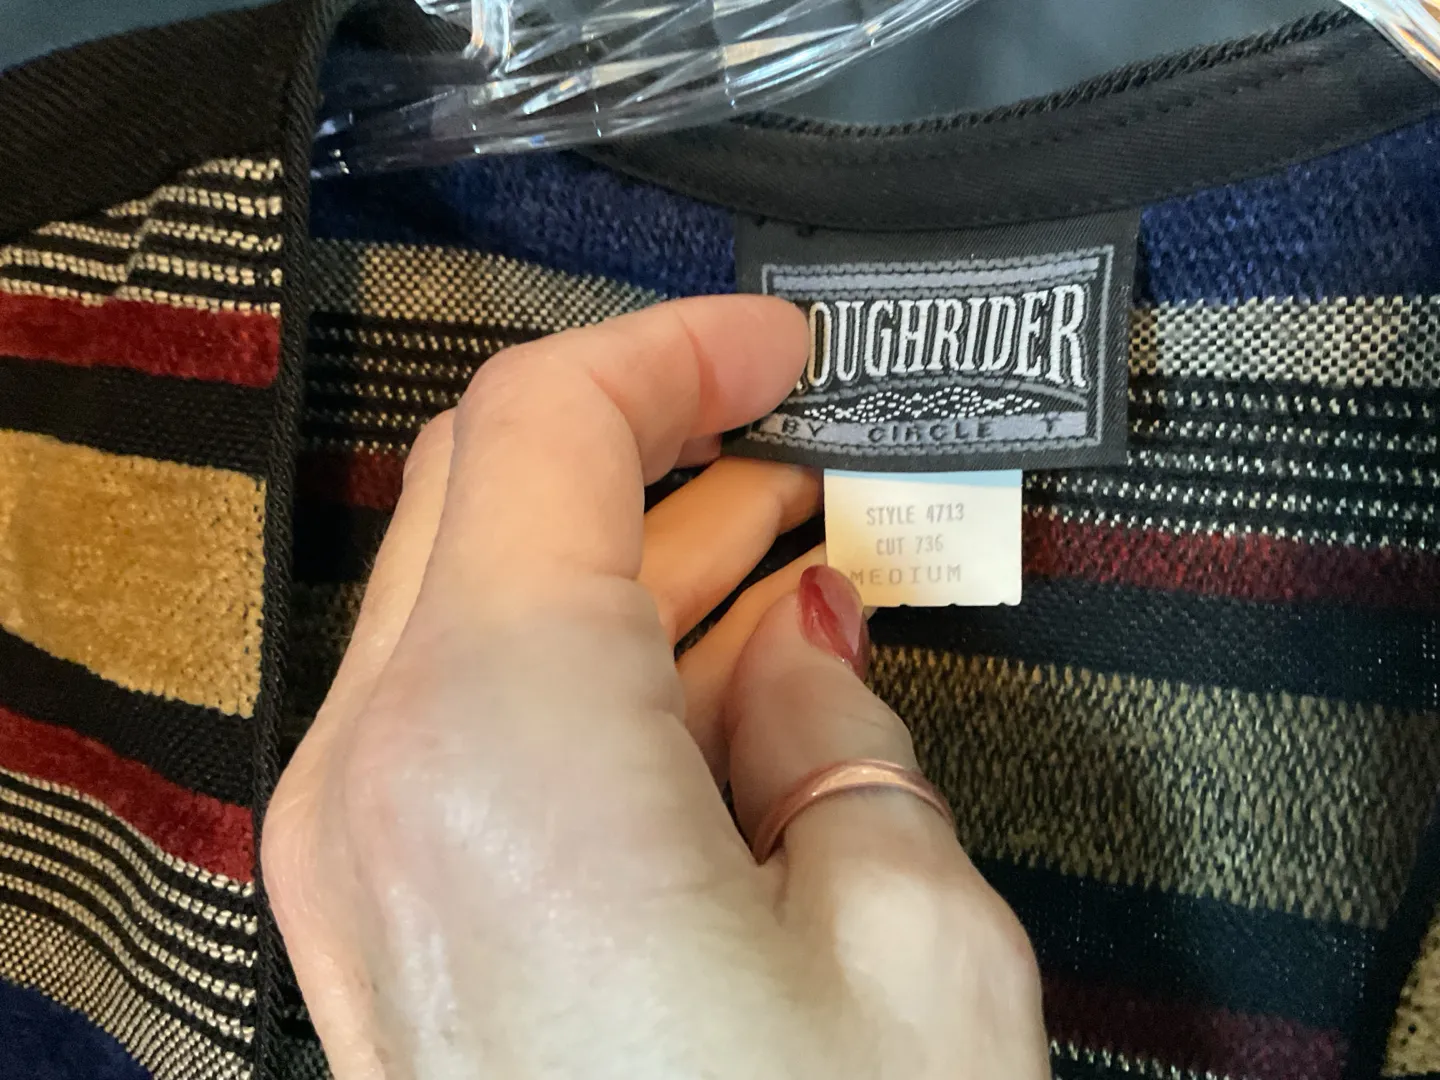 ROUGHRIDER
BY CIRCLE T
STYLE 4713
CUT 736
MEDIUM